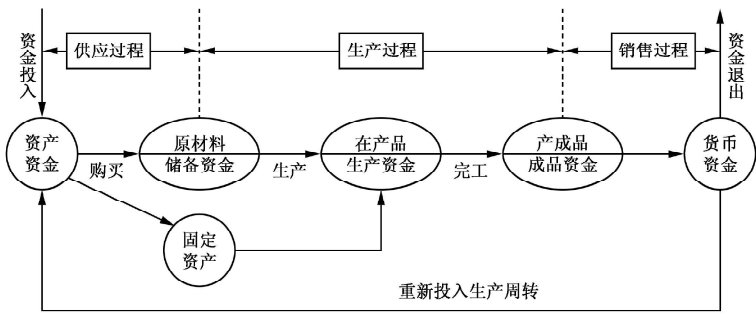 资金投入
供应过程
生产过程
销售过程
资金退出
资产
资金
购买
原材料
储备资金
生产
在产品
生产资金
完工
产成品
成品资金
货币
资金
固定
资产
重新投入生产周转